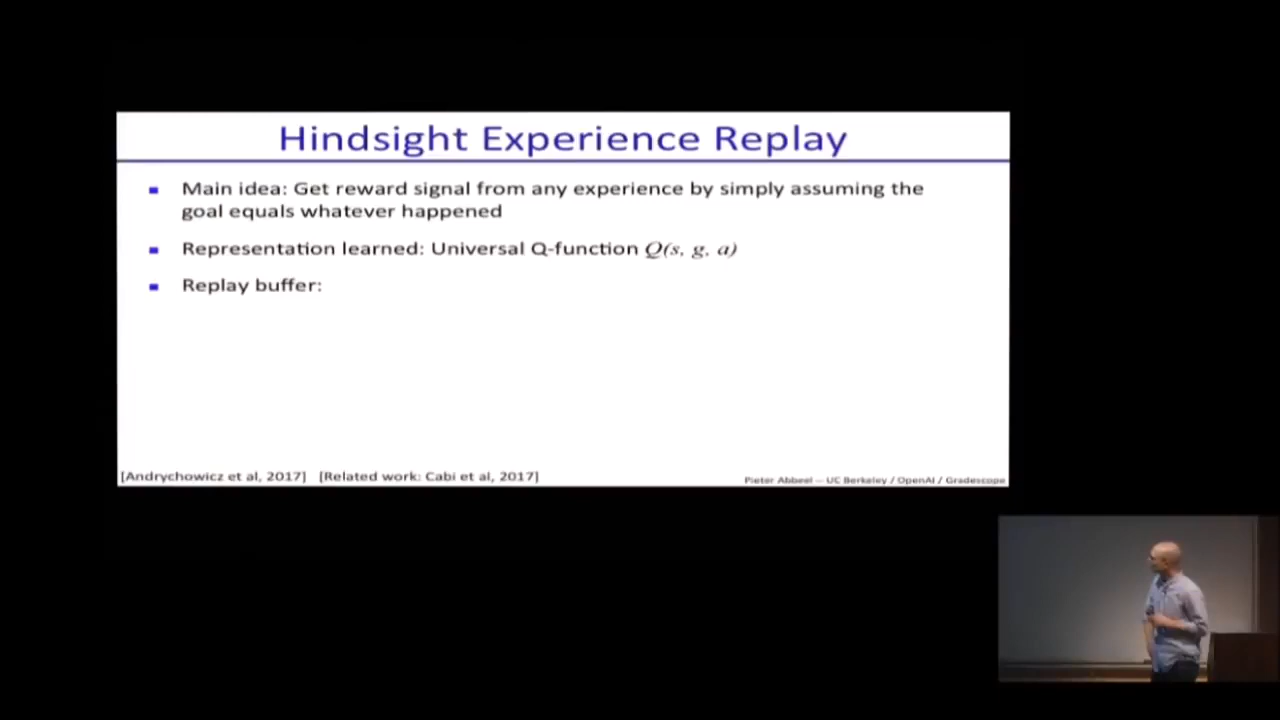 Hindsight Experience Replay
Main idea: Get reward signal from any experience by simply assuming the
goal equals whatever happened
Representation learned: Universal Q-function Q(s, g, a)
Replay buffer:
[Andrychowicz et al, 2017] [Related work: Cabi et al, 2017]
Pieter Abbeel -- UC Berkeley / OpenAI / Gradescope